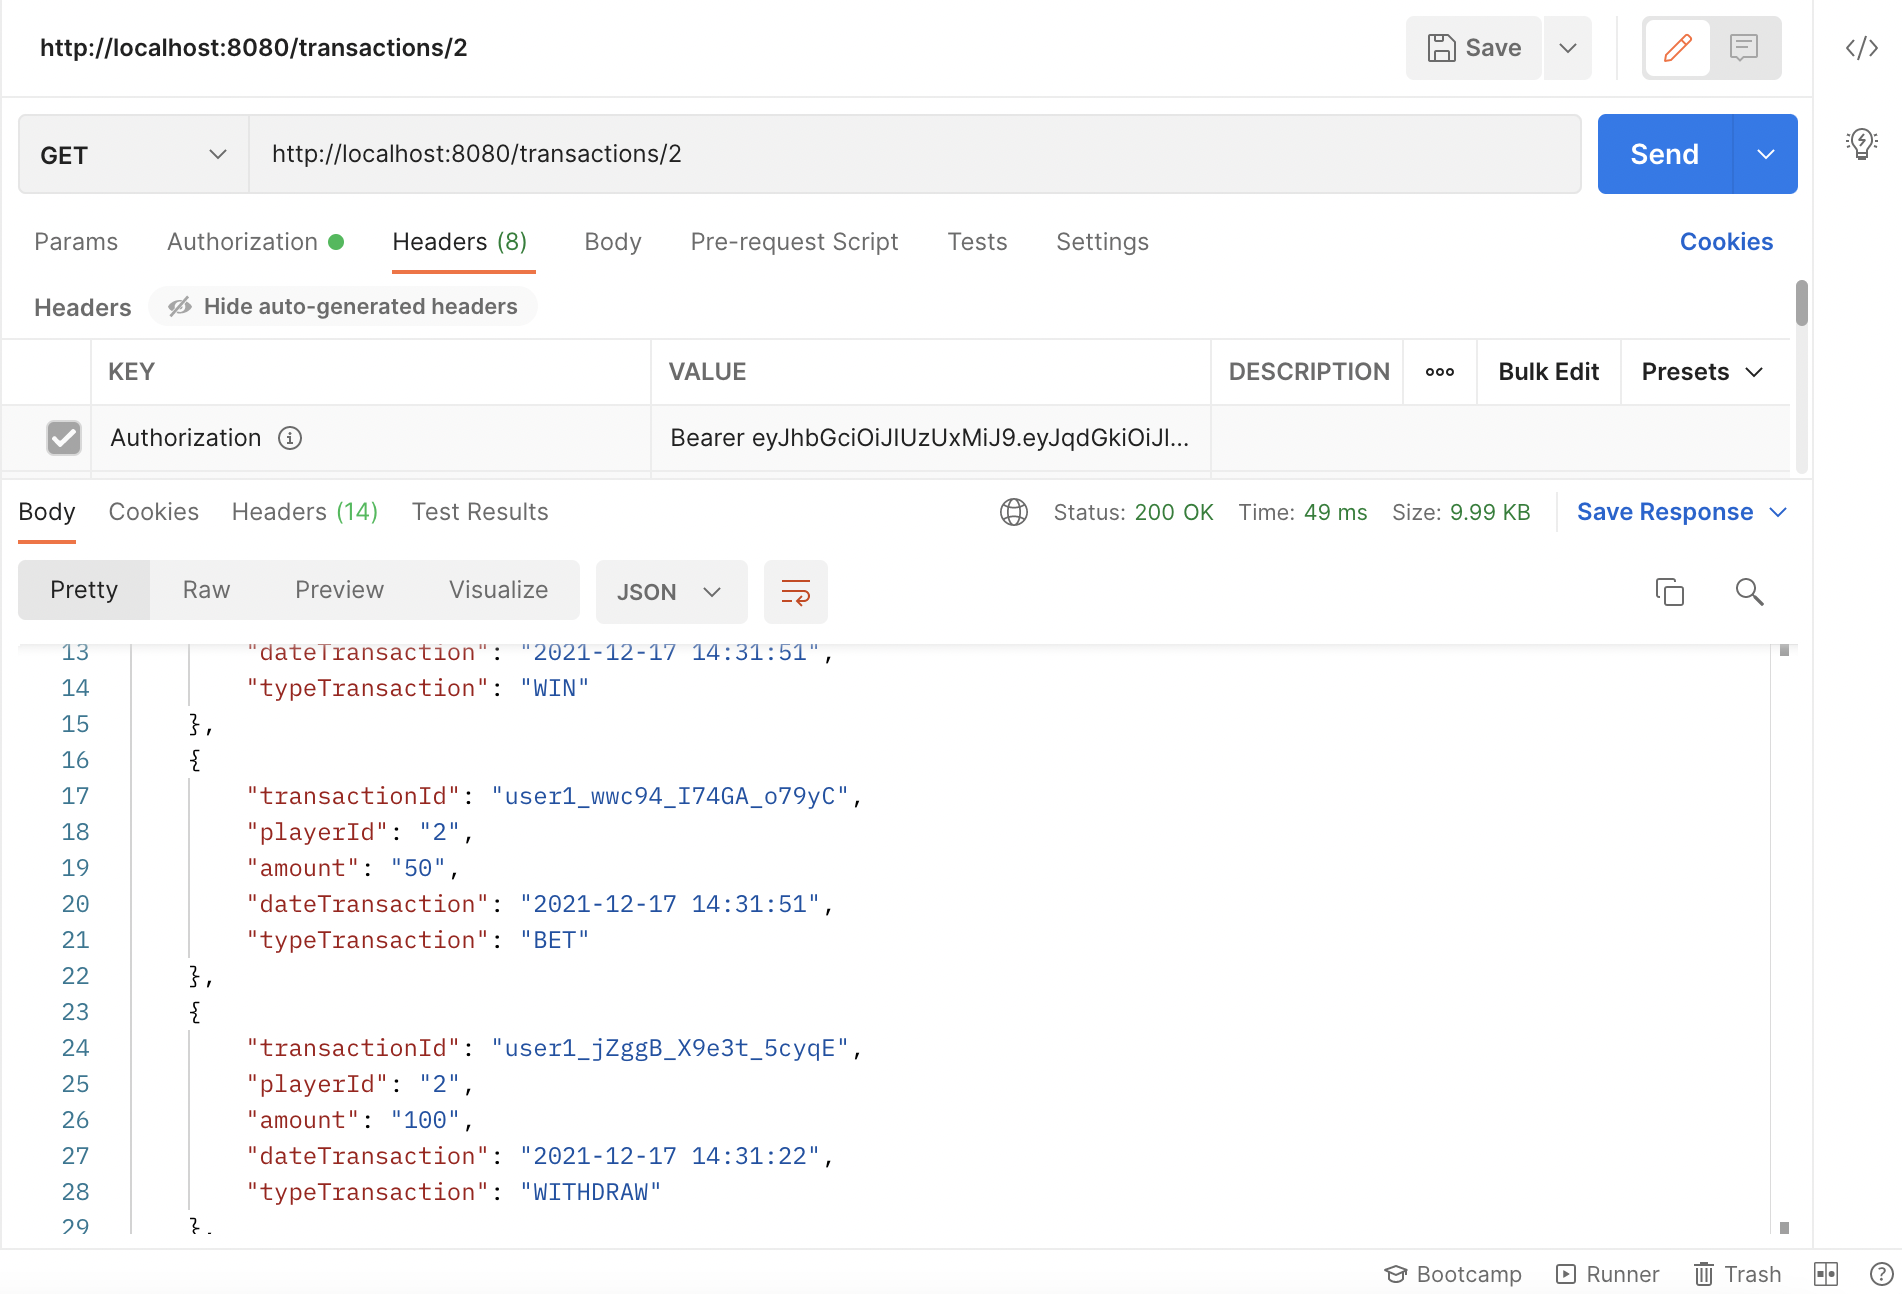 http://localhost:8080/transactions/2
Save
GET
http://localhost:8080/transactions/2
Send
Params Authorization Headers (8) Body Pre-request Script Tests Settings Cookies
Headers Hide auto-generated headers
KEY VALUE DESCRIPTION ooo Bulk Edit Presets
Authorization Bearer eyJhbGciOiJIUzUxMiJ9.eyJqdGkiOiJl...
Body Cookies Headers (14) Test Results Status: 200 OK Time: 49 ms Size: 9.99 KB Save Response
Pretty Raw Preview Visualize JSON
13 "dateTransaction": "2021-12-17 14:31:51",
14 "typeTransaction": "WIN"
15 },
16 {
17 "transactionId": "user1_wwc94_I74GA_o79yC",
18 "playerId": "2",
19 "amount": "50",
20 "dateTransaction": "2021-12-17 14:31:51",
21 "typeTransaction": "BET"
22 },
23 {
24 "transactionId": "user1_jZggB_X9e3t_5cyqE",
25 "playerId": "2",
26 "amount": "100",
27 "dateTransaction": "2021-12-17 14:31:22",
28 "typeTransaction": "WITHDRAW"
29 },
Bootcamp Runner Trash